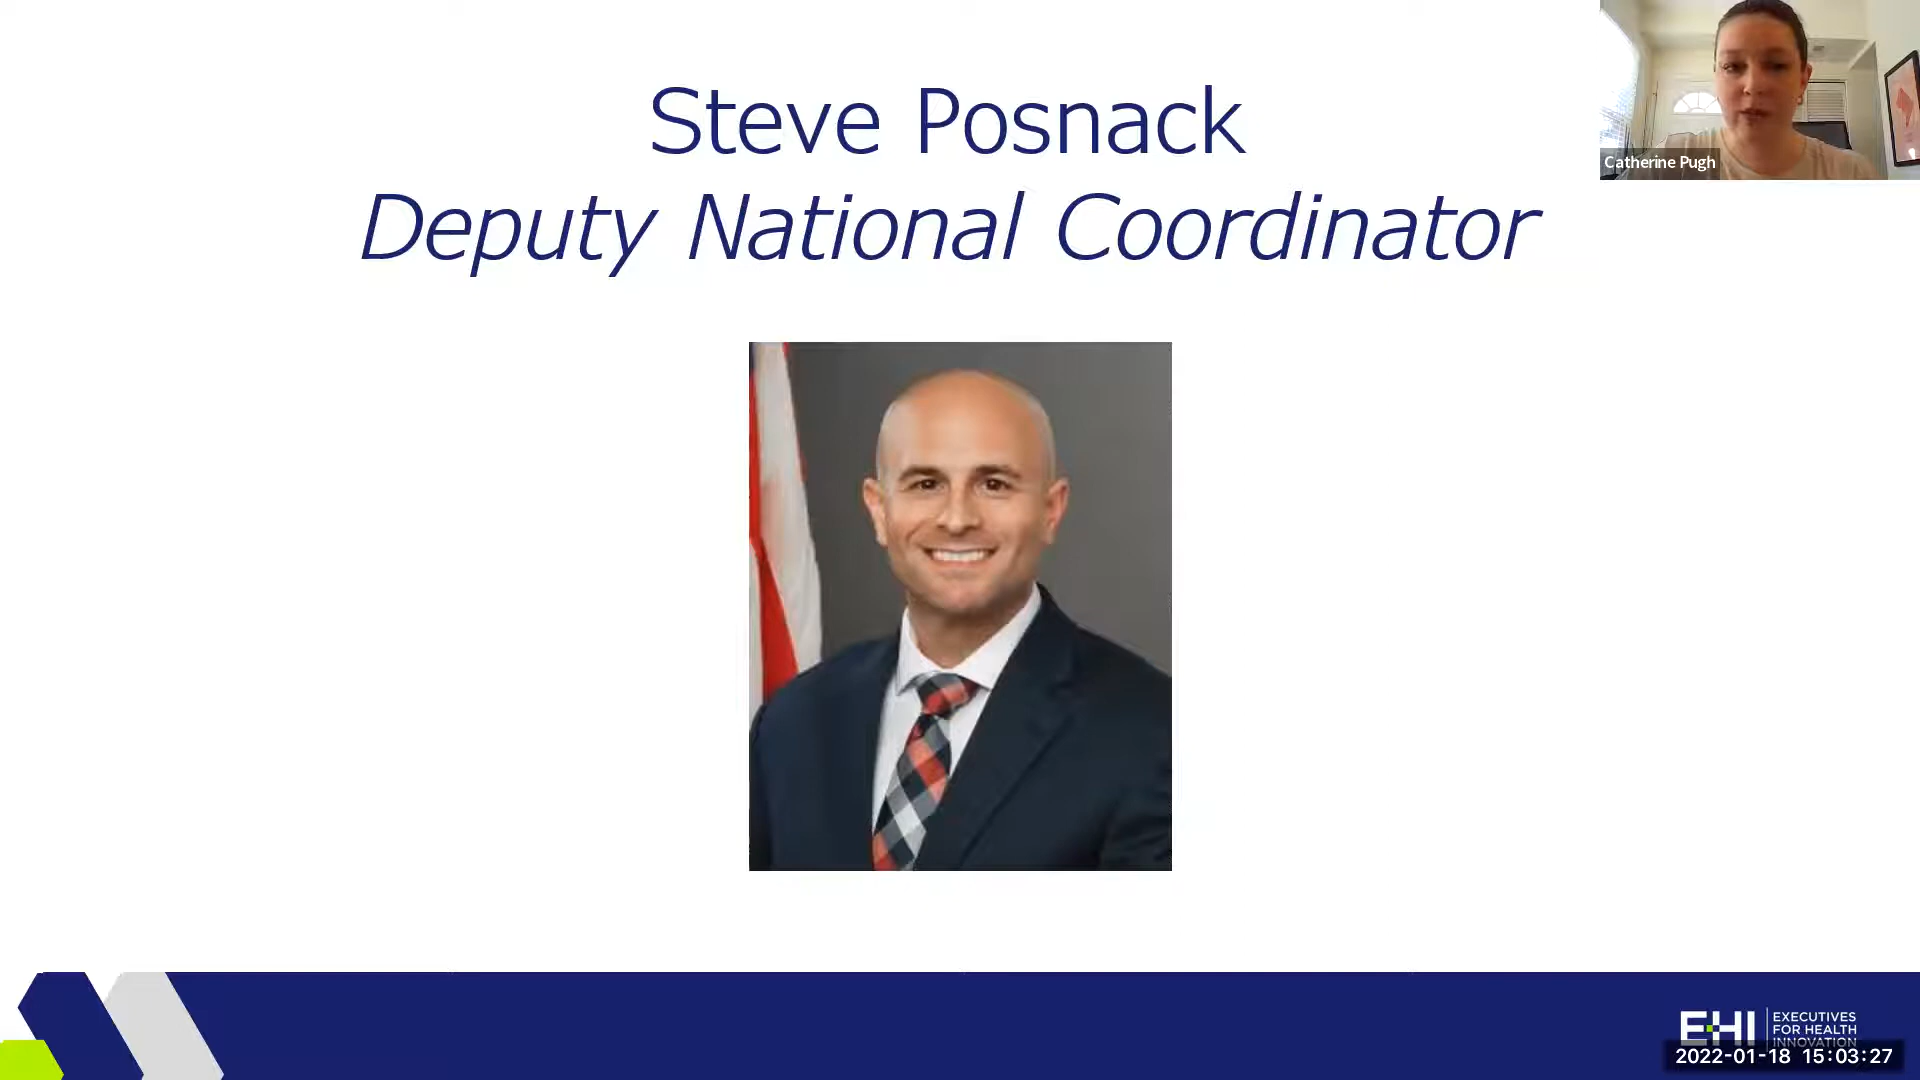 Steve Posnack
Deputy National Coordinator
Catherine Pugh
EHI
EXECUTIVES
FOR HEALTH
INNOVATION
2022-01-18 15:03:27